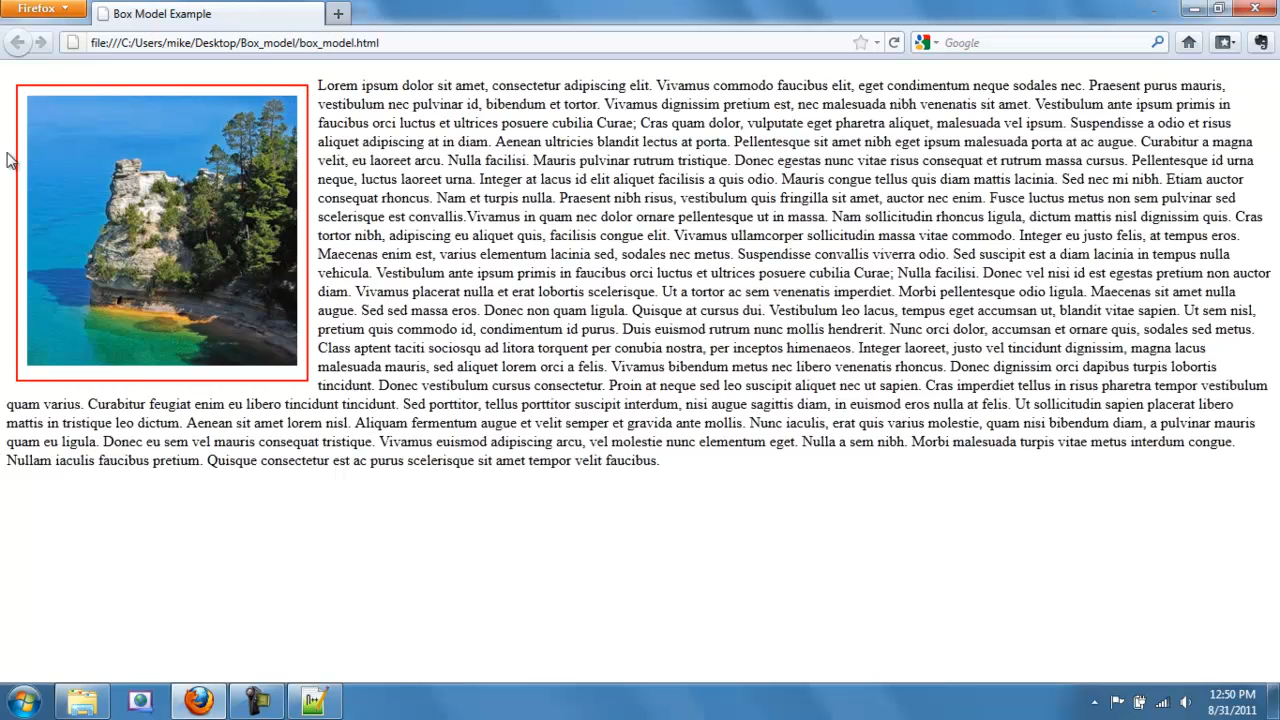 Firefox
Box Model Example
file:///C:/Users/mike/Desktop/Box_model/box_model.html
Google
Lorem ipsum dolor sit amet, consectetur adipiscing elit. Vivamus commodo faucibus elit, eget condimentum neque sodales nec. Praesent purus mauris,
vestibulum nec pulvinar id, bibendum et tortor. Vivamus dignissim pretium est, nec malesuada nibh venenatis sit amet. Vestibulum ante ipsum primis in
faucibus orci luctus et ultrices posuere cubilia Curae; Cras quam dolor, vulputate eget pharetra aliquet, malesuada vel ipsum. Suspendisse a odio et risus
aliquet adipiscing at in diam. Aenean ultricies blandit lectus at porta. Pellentesque sit amet nibh eget ipsum malesuada porta at ac augue. Curabitur a magna
velit, eu laoreet arcu. Nulla facilisi. Mauris pulvinar rutrum tristique. Donec egestas nunc vitae risus consequat et rutrum massa cursus. Pellentesque id urna
neque, luctus laoreet urna. Integer at lacus id elit aliquet facilisis a quis odio. Mauris congue tellus quis diam mattis lacinia. Sed nec mi nibh. Etiam auctor
consequat rhoncus. Nam et turpis nulla. Praesent nibh risus, vestibulum quis fringilla sit amet, auctor nec enim. Fusce luctus metus non sem pulvinar sed
scelerisque est convallis.Vivamus in quam nec dolor ornare pellentesque ut in massa. Nam sollicitudin rhoncus ligula, dictum mattis nisl dignissim quis. Cras
tortor nibh, adipiscing eu aliquet quis, facilisis congue elit. Vivamus ullamcorper sollicitudin massa vitae commodo. Integer eu justo felis, at tempus eros.
Maecenas enim est, varius elementum lacinia sed, sodales nec metus. Suspendisse convallis viverra odio. Sed suscipit est a diam lacinia in tempus nulla
vehicula. Vestibulum ante ipsum primis in faucibus orci luctus et ultrices posuere cubilia Curae; Nulla facilisi. Donec vel nisi id est egestas pretium non auctor
diam. Vivamus placerat nulla et erat lobortis scelerisque. Ut a tortor ac sem venenatis imperdiet. Morbi pellentesque odio ligula. Maecenas sit amet nulla
augue. Sed sed massa eros. Donec non quam ligula. Quisque at cursus dui. Vestibulum leo lacus, tempus eget accumsan ut, blandit vitae sapien. Ut sem nisl,
pretium quis commodo id, condimentum id purus. Duis euismod rutrum nunc mollis hendrerit. Nunc orci dolor, accumsan et ornare quis, sodales sed metus.
Class aptent taciti sociosqu ad litora torquent per conubia nostra, per inceptos himenaeos. Integer laoreet, justo vel tincidunt dignissim, magna lacus
malesuada mauris, sed aliquet lorem orci a felis. Vivamus bibendum metus nec libero venenatis rhoncus. Donec dignissim orci dapibus turpis lobortis
tincidunt. Donec vestibulum cursus consectetur. Proin at neque sed leo suscipit aliquet nec ut sapien. Cras imperdiet tellus in risus pharetra tempor vestibulum
quam varius. Curabitur feugiat enim eu libero tincidunt tincidunt. Sed porttitor, tellus porttitor suscipit interdum, nisi augue sagittis diam, in euismod eros nulla at felis. Ut sollicitudin sapien placerat libero
mattis in tristique leo dictum. Aenean sit amet lorem nisl. Aliquam fermentum augue et velit semper et gravida ante mollis. Nunc iaculis, erat quis varius molestie, quam nisi bibendum diam, a pulvinar mauris
quam eu ligula. Donec eu sem vel mauris consequat tristique. Vivamus euismod adipiscing arcu, vel molestie nunc elementum eget. Nulla a sem nibh. Morbi malesuada turpis vitae metus interdum congue.
Nullam iaculis faucibus pretium. Quisque consectetur est ac purus scelerisque sit amet tempor velit faucibus.
12:50 PM
8/31/2011